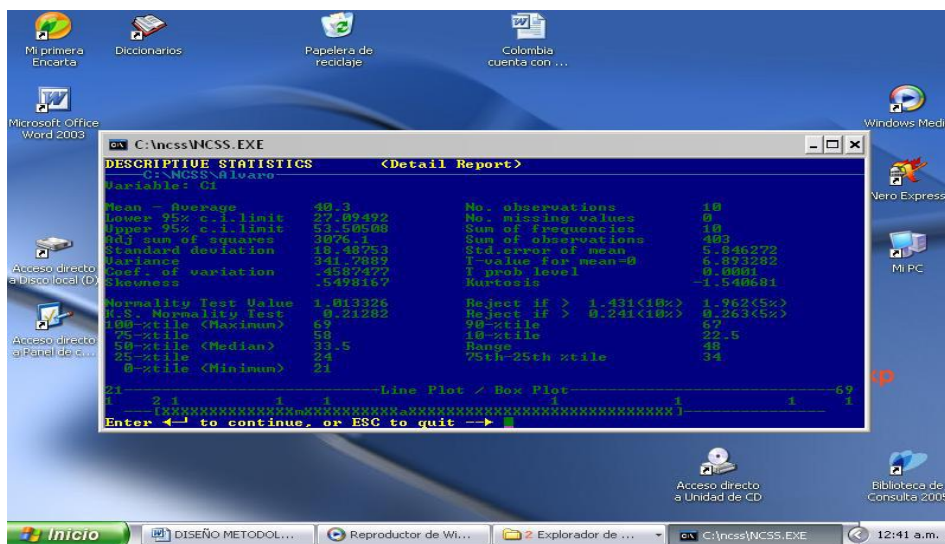 Mi primera
Encarta
Diccionarios
Papelera de
reciclaje
Colombia
cuenta con ...
Microsoft Office
Word 2003
Windows Medi
Nero Express
Mi PC
Acceso directo
a Disco local (D)
Acceso directo
a Panel de c...
C:\ncss\NCSS.EXE
DESCRIPTIVE STATISTICS (Detail Report)
C:\NCSS\Alvaro
Variable: C1
Mean - Average 40.3 No. observations 10
Lower 95% c.i.limit 27.09492 No. missing values 0
Upper 95% c.i.limit 53.50508 Sum of frequencies 10
Adj sum of squares 3076.1 Sum of observations 403
Standard deviation 18.48753 Std.error of mean 5.846272
Variance 341.7889 T-value for mean=0 6.893282
Coef. of variation .4587477 T prob level 0.0001
Skewness .5498167 Kurtosis -1.540681
Normality Test Value 1.013326 Reject if > 1.431(10%) 1.962(5%)
K.S. Normality Test 0.21282 Reject if > 0.241(10%) 0.263(5%)
100-%tile (Maximum) 69 90-%tile 67
75-%tile 58 10-%tile 22.5
50-%tile (Median) 33.5 Range 48
25-%tile 24 75th-25th %tile 34
0-%tile (Minimum) 21
21 Line Plot / Box Plot 69
1 2 1 1 1 1 1 1 1
Enter ←┘ to continue, or ESC to quit -->
xp
Acceso directo
a Unidad de CD
Biblioteca de
Consulta 2005
Inicio
DISEÑO METODOL...
Reproductor de Wi...
2 Explorador de ...
C:\ncss\NCSS.EXE
12:41 a.m.